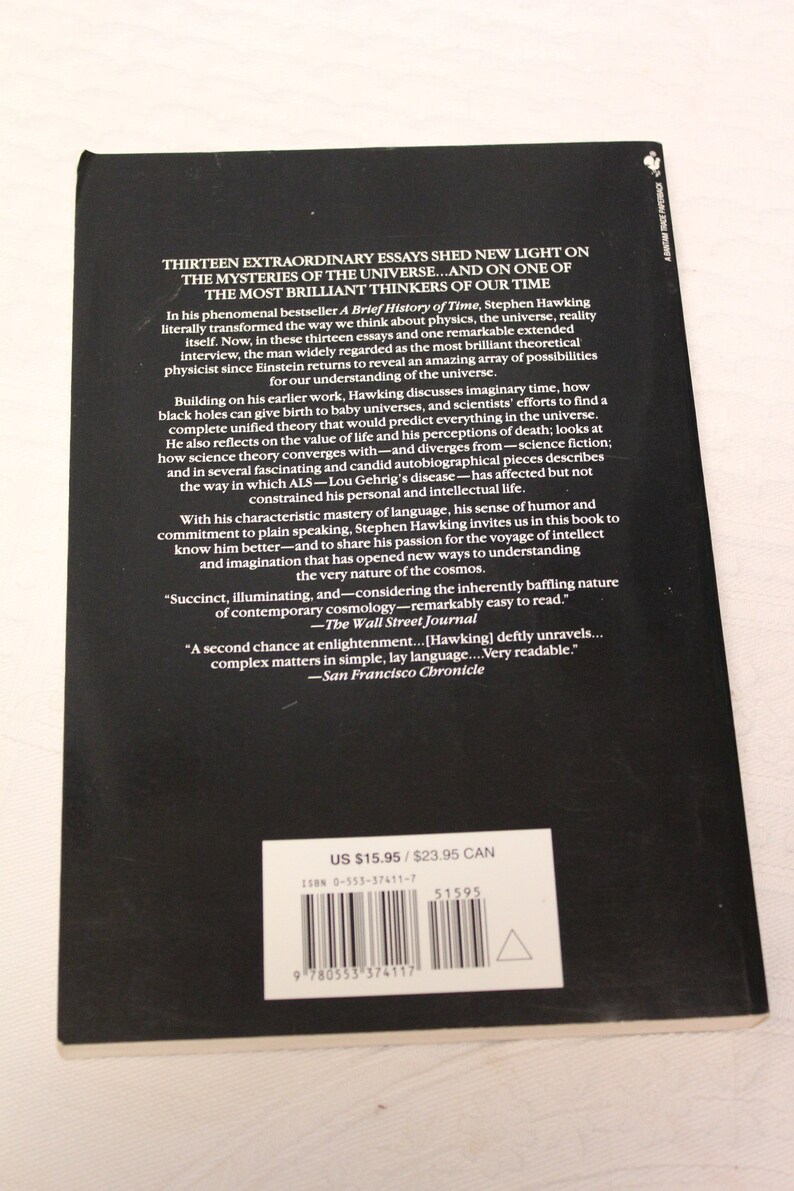 A BANTAM TRADE PAPERBACK
THIRTEEN EXTRAORDINARY ESSAYS SHED NEW LIGHT ON
THE MYSTERIES OF THE UNIVERSE...AND ON ONE OF
THE MOST BRILLIANT THINKERS OF OUR TIME
In his phenomenal bestseller A Brief History of Time, Stephen Hawking
literally transformed the way we think about physics, the universe, reality
itself. Now, in these thirteen essays and one remarkable extended
interview, the man widely regarded as the most brilliant theoretical
physicist since Einstein returns to reveal an amazing array of possibilities
for our understanding of the universe.
Building on his earlier work, Hawking discusses imaginary time, how
black holes can give birth to baby universes, and scientists' efforts to find a
complete unified theory that would predict everything in the universe.
He also reflects on the value of life and his perceptions of death; looks at
how science theory converges with—and diverges from—science fiction;
and in several fascinating and candid autobiographical pieces describes
the way in which ALS—Lou Gehrig's disease—has affected but not
constrained his personal and intellectual life.
With his characteristic mastery of language, his sense of humor and
commitment to plain speaking, Stephen Hawking invites us in this book to
know him better—and to share his passion for the voyage of intellect
and imagination that has opened new ways to understanding
the very nature of the cosmos.
"Succinct, illuminating, and—considering the inherently baffling nature
of contemporary cosmology—remarkably easy to read."
—The Wall Street Journal
"A second chance at enlightenment...[Hawking] deftly unravels...
complex matters in simple, lay language....Very readable."
—San Francisco Chronicle
US $15.95 / $23.95 CAN
ISBN 0-553-37411-7
51595
9 780553 374117